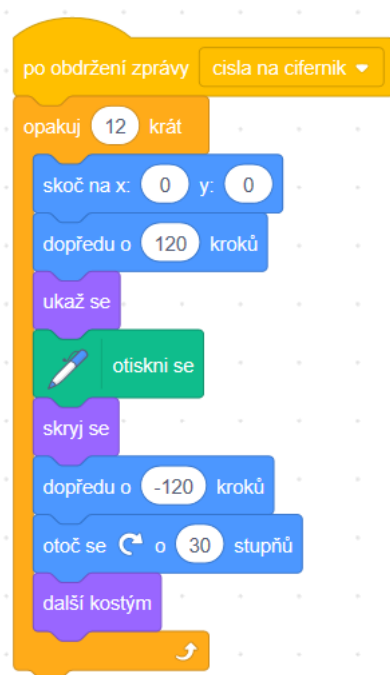 po obdržení zprávy cisla na cifernik
opakuj 12 krát
skoč na x: 0 y: 0
dopředu o 120 kroků
ukaž se
otiskni se
skryj se
dopředu o -120 kroků
otoč se o 30 stupňů
další kostým